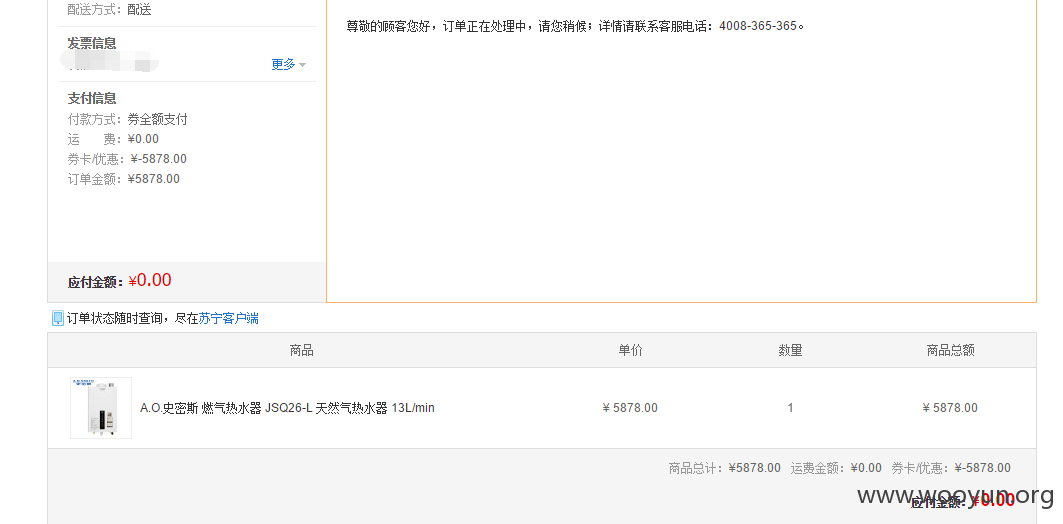 配送方式：配送
尊敬的顾客您好，订单正在处理中，请您稍候；详情请联系客服电话：4008-365-365。
发票信息
更多
支付信息
付款方式：券全额支付
运 费：¥0.00
券卡/优惠：¥-5878.00
订单金额：¥5878.00
应付金额：¥0.00
订单状态随时查询，尽在苏宁客户端
商品 单价 数量 商品总额
A.O.史密斯 燃气热水器 JSQ26-L 天然气热水器 13L/min ¥ 5878.00 1 ¥ 5878.00
商品总计：¥5878.00 运费金额：¥0.00 券卡/优惠：¥-5878.00
应付金额：¥0.00
www.wooyun.org